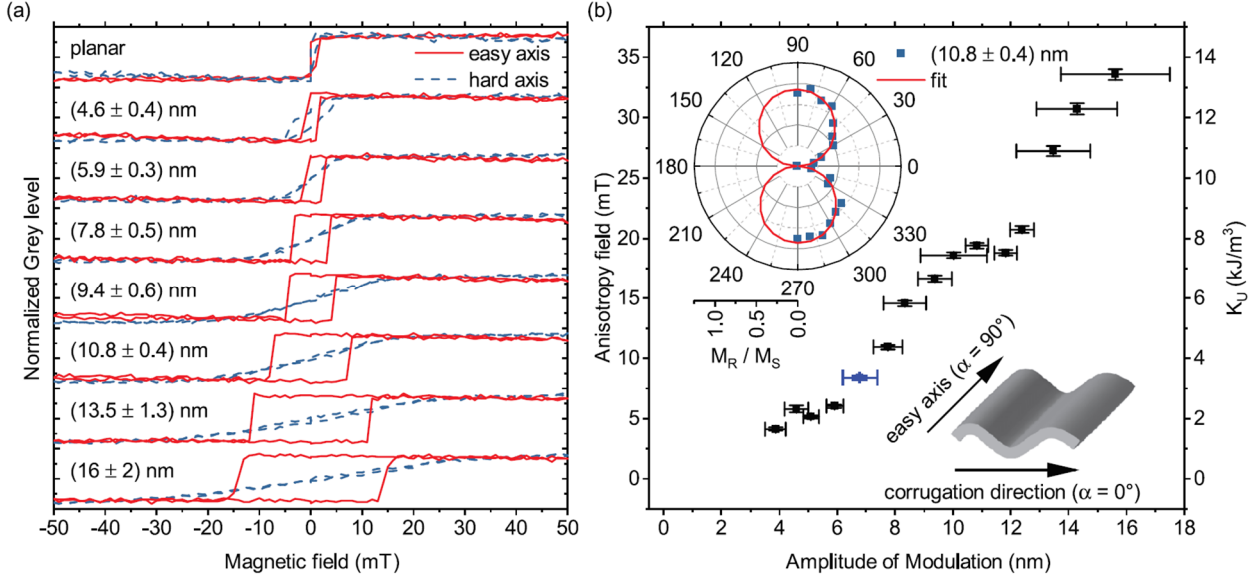 (a)
planar
easy axis
hard axis
(4.6 ± 0.4) nm
(5.9 ± 0.3) nm
(7.8 ± 0.5) nm
(9.4 ± 0.6) nm
(10.8 ± 0.4) nm
(13.5 ± 1.3) nm
(16 ± 2) nm
Normalized Grey level
-50 -40 -30 -20 -10 0 10 20 30 40 50
Magnetic field (mT)
(b)
35
30
25
20
15
10
5
0
Anisotropy field (mT)
90
120 60
150 30
180 0
210 330
240 300
270
(10.8 ± 0.4) nm
fit
1.0 0.5 0.0
M_R / M_S
easy axis (α = 90°)
corrugation direction (α = 0°)
14
12
10
8
6
4
2
0
K_U (kJ/m³)
0 2 4 6 8 10 12 14 16 18
Amplitude of Modulation (nm)